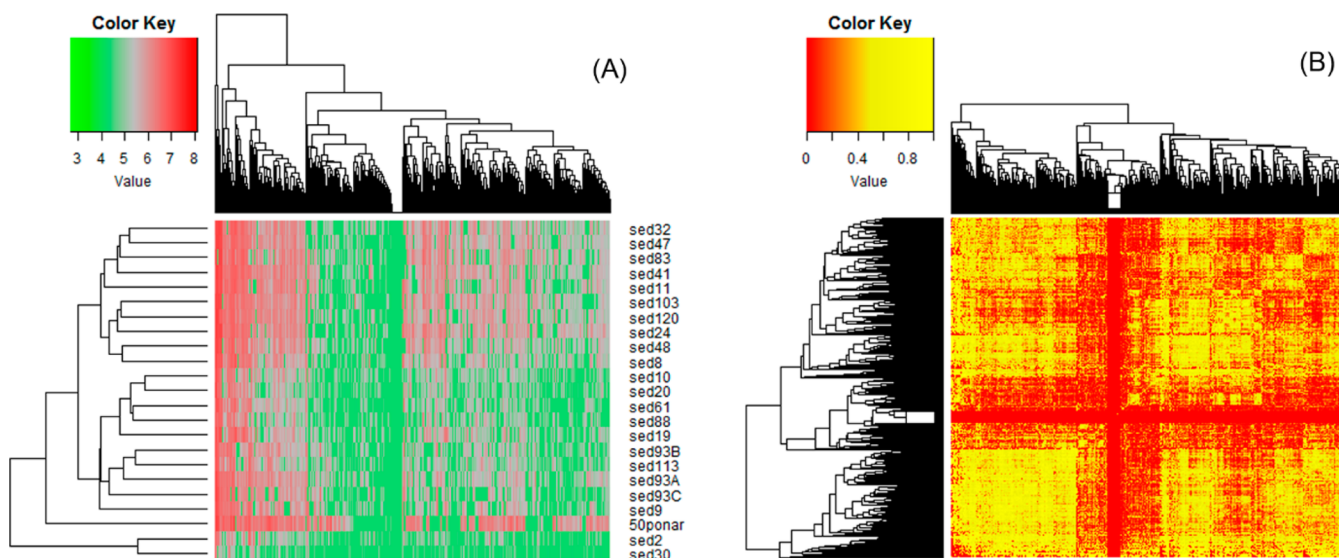 Color Key
(A)
3 4 5 6 7 8
Value
sed32
sed47
sed83
sed41
sed11
sed103
sed120
sed24
sed48
sed8
sed10
sed20
sed61
sed88
sed19
sed93B
sed113
sed93A
sed93C
sed9
50ponar
sed2
sed30
Color Key
(B)
0 0.4 0.8
Value